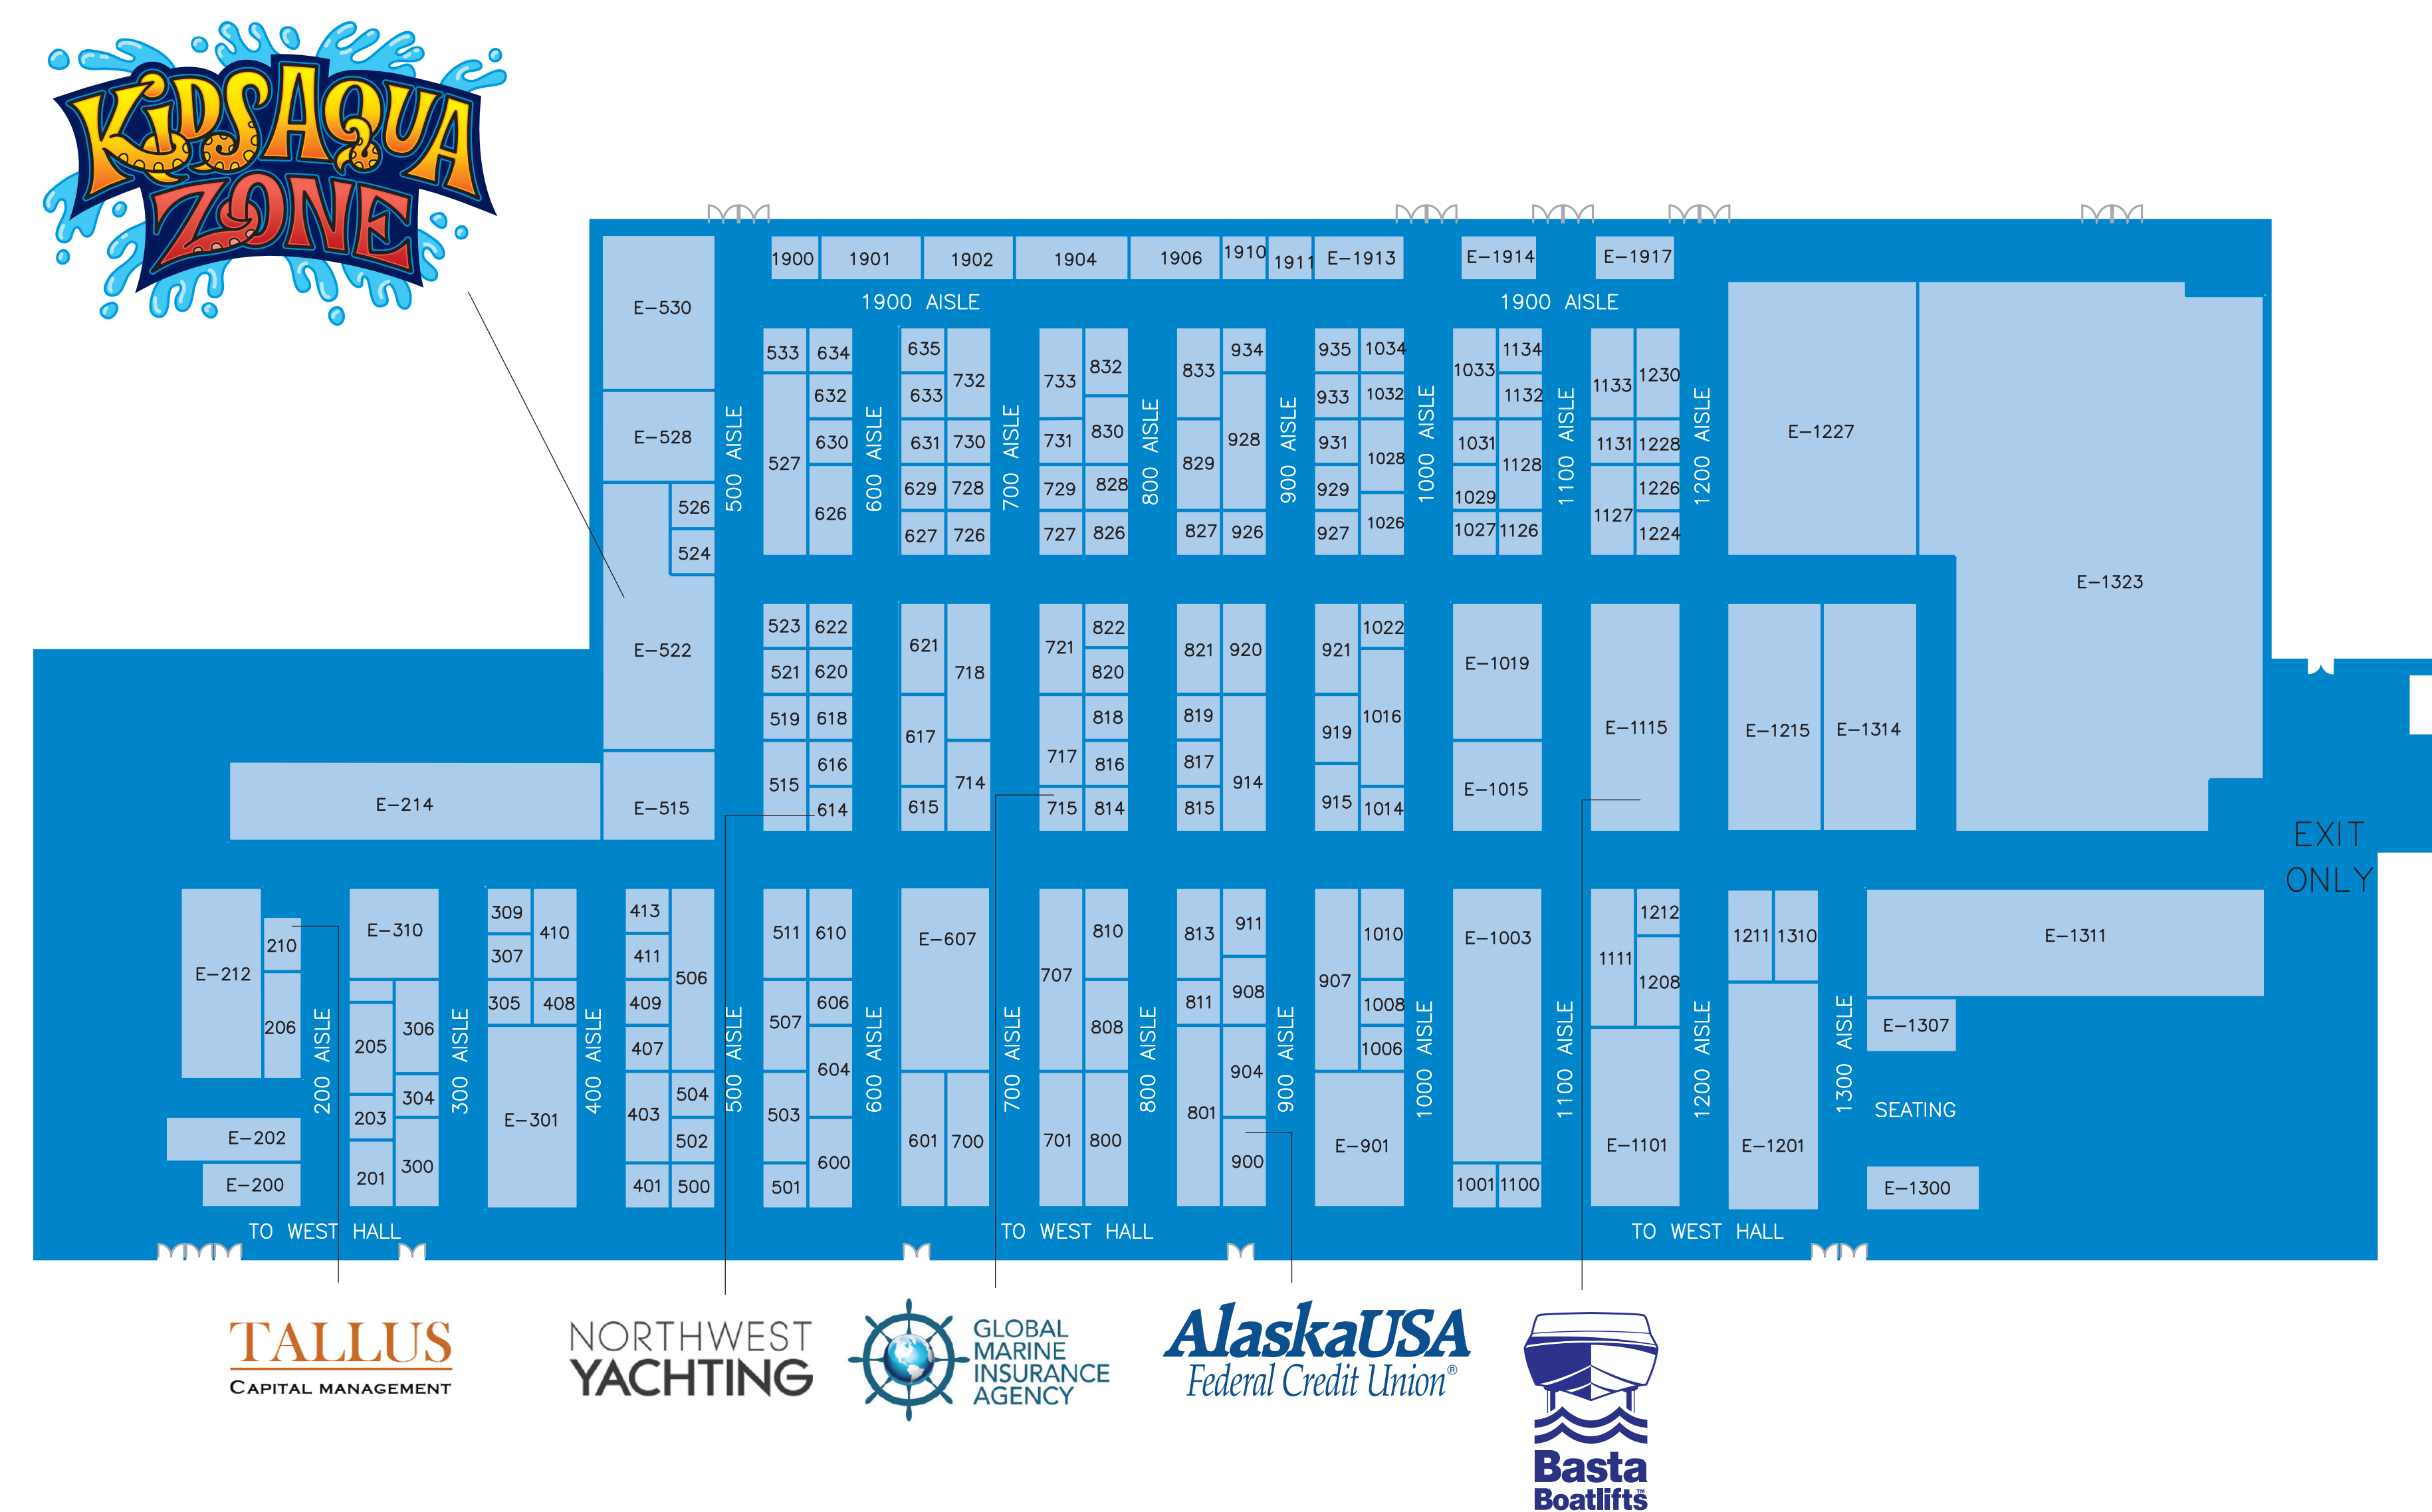 KIDS AQUA
ZONE
1900 1901 1902 1904 1906 1910 1911 E-1913 E-1914 E-1917
1900 AISLE 1900 AISLE
E-530
E-528
526
524
E-522
E-515
E-214
500 AISLE
533 634
632
527 630
626
600 AISLE
635 732
633
631 730
629 728
627 726
700 AISLE
733 832
830
731
729 828
727 826
800 AISLE
833 934
928
829
827 926
900 AISLE
935 1034
933 1032
931 1028
929
927 1026
1000 AISLE
1033 1134
1132
1031 1128
1029
1027 1126
1100 AISLE
1133 1230
1131 1228
1127 1226
1224
1200 AISLE
E-1227
E-1323
523 622
521 620
519 618
515 616
614
621 718
617
714
615
721 822
820
818
717 816
715 814
821 920
819
817 914
815
921 1022
919 1016
915 1014
E-1019
E-1015
E-1115
E-1215 E-1314
EXIT
ONLY
E-212 210
206
E-202
E-200
200 AISLE
E-310
306
205
304
203
201 300
300 AISLE
309 410
307
305 408
E-301
400 AISLE
413
411 506
409
407
504
403
502
401 500
500 AISLE
511 610
606
507
604
503
600
501
600 AISLE
E-607
601 700
700 AISLE
707 810
808
701 800
800 AISLE
813 911
908
811
904
801
900
900 AISLE
907 1010
1008
1006
E-901
1000 AISLE
E-1003
1001 1100
1100 AISLE
1111 1212
1208
E-1101
1200 AISLE
1211 1310
E-1201
1300 AISLE
E-1311
E-1307
SEATING
E-1300
TO WEST HALL TO WEST HALL TO WEST HALL
TALLUS
CAPITAL MANAGEMENT
NORTHWEST
YACHTING
GLOBAL
MARINE
INSURANCE
AGENCY
AlaskaUSA
Federal Credit Union®
Basta
Boatlifts™